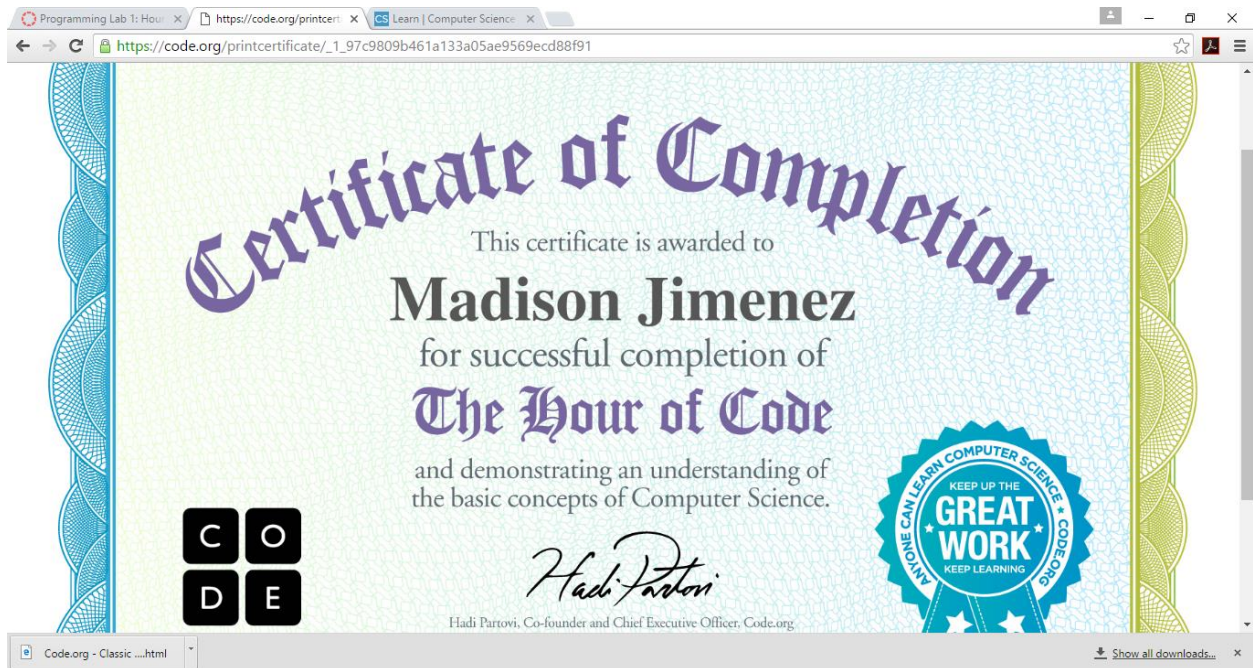 Programming Lab 1: Hour
https://code.org/printcert
CS Learn | Computer Science
https://code.org/printcertificate/_1_97c9809b461a133a05ae9569ecd88f91
Certificate of Completion
This certificate is awarded to
Madison Jimenez
for successful completion of
The Hour of Code
and demonstrating an understanding of
the basic concepts of Computer Science.
C O
D E
Hadi Partovi
Hadi Partovi, Co-founder and Chief Executive Officer, Code.org
ANYONE CAN LEARN COMPUTER SCIENCE * CODE.ORG
KEEP UP THE
GREAT
WORK
KEEP LEARNING
Code.org - Classic ....html
Show all downloads...